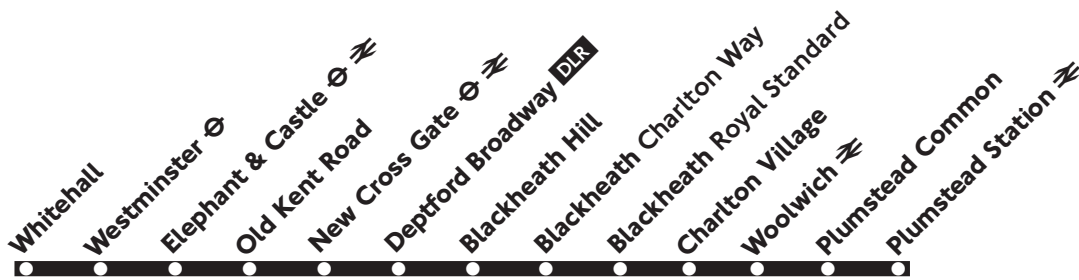 Whitehall
Westminster
Elephant & Castle
Old Kent Road
New Cross Gate
Deptford Broadway DLR
Blackheath Hill
Blackheath Charlton Way
Blackheath Royal Standard
Charlton Village
Woolwich
Plumstead Common
Plumstead Station